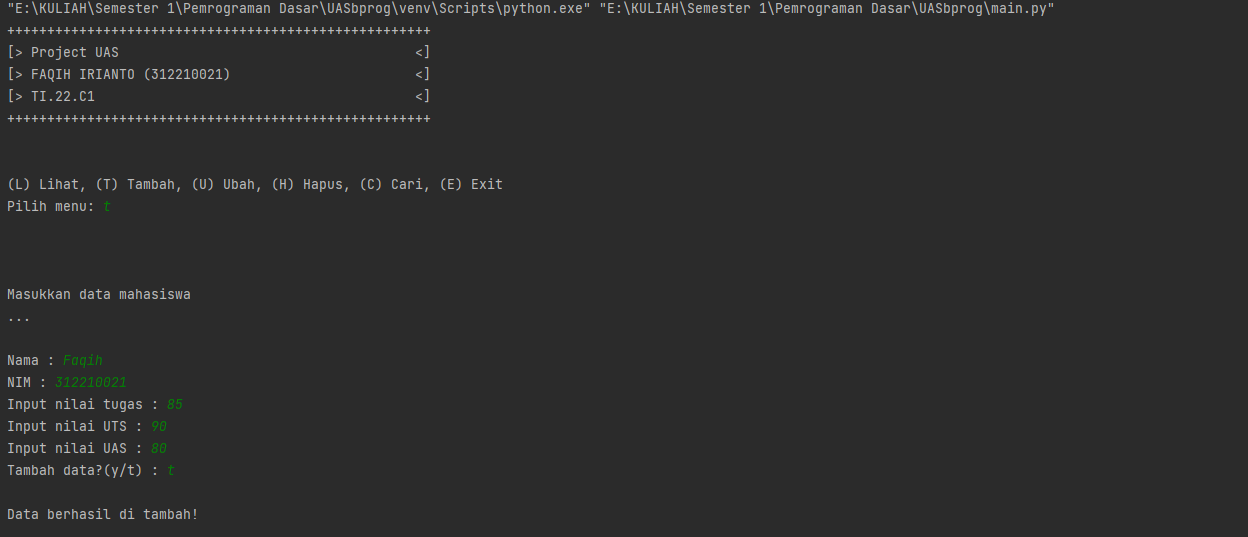 "E:\KULIAH\Semester 1\Pemrograman Dasar\UASbprog\venv\Scripts\python.exe" "E:\KULIAH\Semester 1\Pemrograman Dasar\UASbprog\main.py"
+++++++++++++++++++++++++++++++++++++++++++++++++++++
[> Project UAS                                     <]
[> FAQIH IRIANTO (312210021)                       <]
[> TI.22.C1                                        <]
+++++++++++++++++++++++++++++++++++++++++++++++++++++
(L) Lihat, (T) Tambah, (U) Ubah, (H) Hapus, (C) Cari, (E) Exit
Pilih menu: t
Masukkan data mahasiswa
...
Nama : Faqih
NIM : 312210021
Input nilai tugas : 85
Input nilai UTS : 90
Input nilai UAS : 80
Tambah data?(y/t) : t
Data berhasil di tambah!